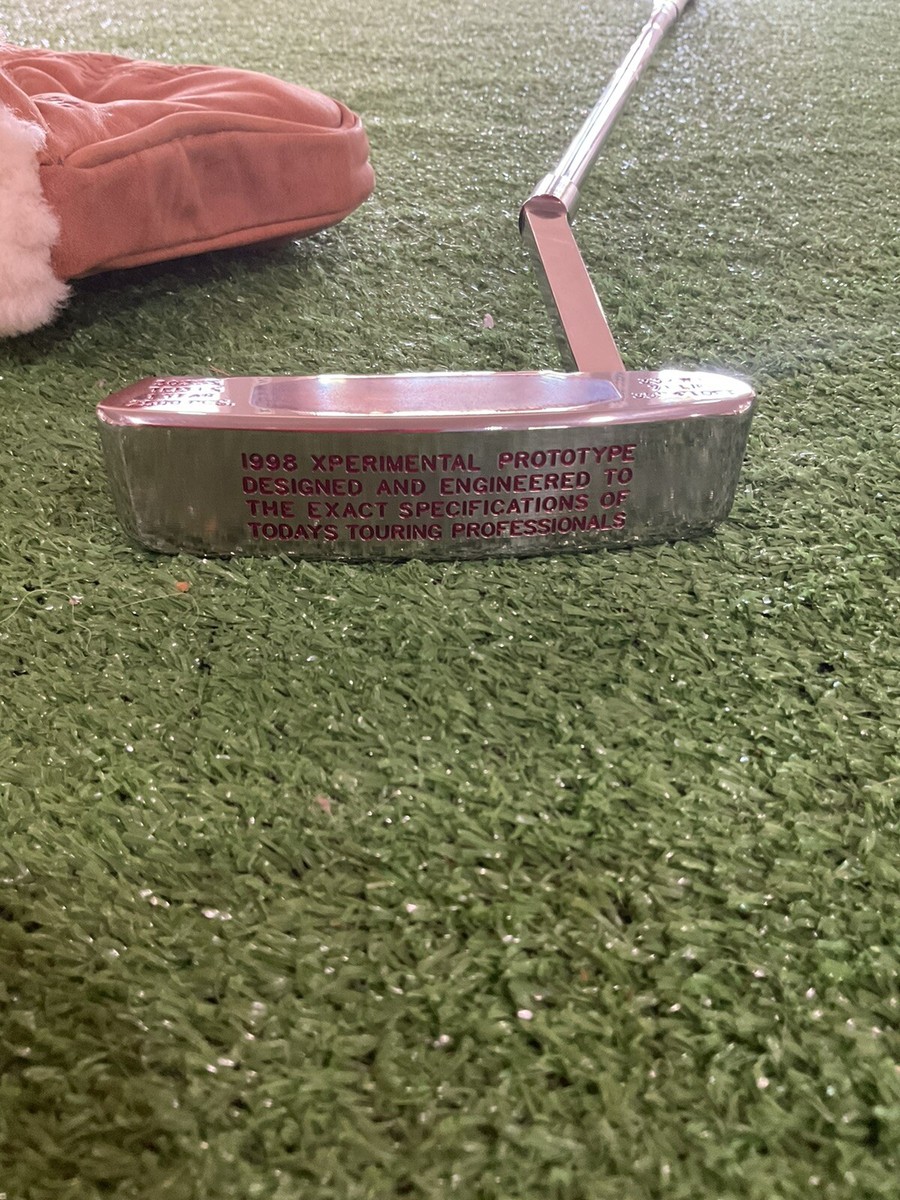 1998 XPERIMENTAL PROTOTYPE
DESIGNED AND ENGINEERED TO
THE EXACT SPECIFICATIONS OF
TODAYS TOURING PROFESSIONALS